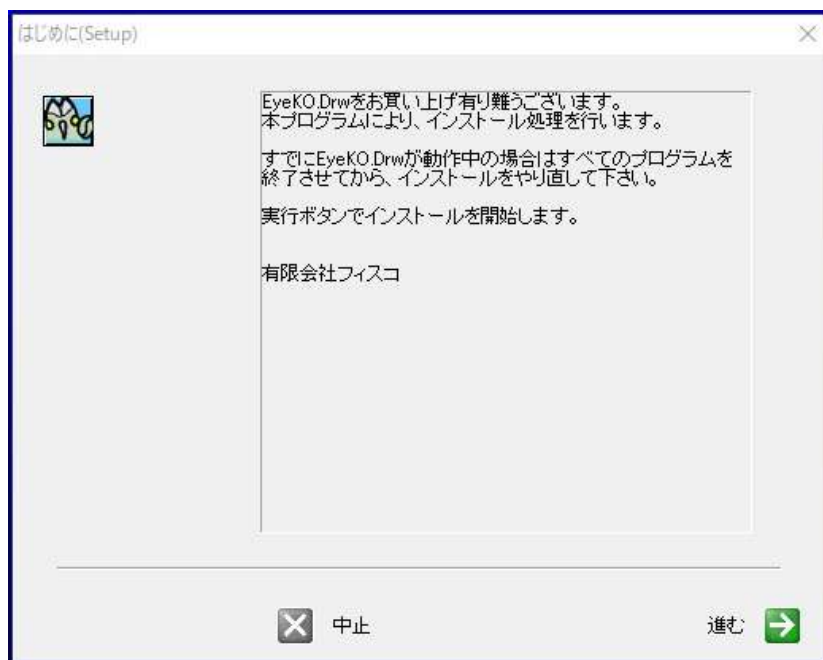 はじめに(Setup)
EyeKO.Drwをお買い上げ有り難うございます。
本プログラムにより、インストール処理を行います。
すでにEyeKO.Drwが動作中の場合はすべてのプログラムを
終了させてから、インストールをやり直して下さい。
実行ボタンでインストールを開始します。
有限会社フィスコ
中止
進む